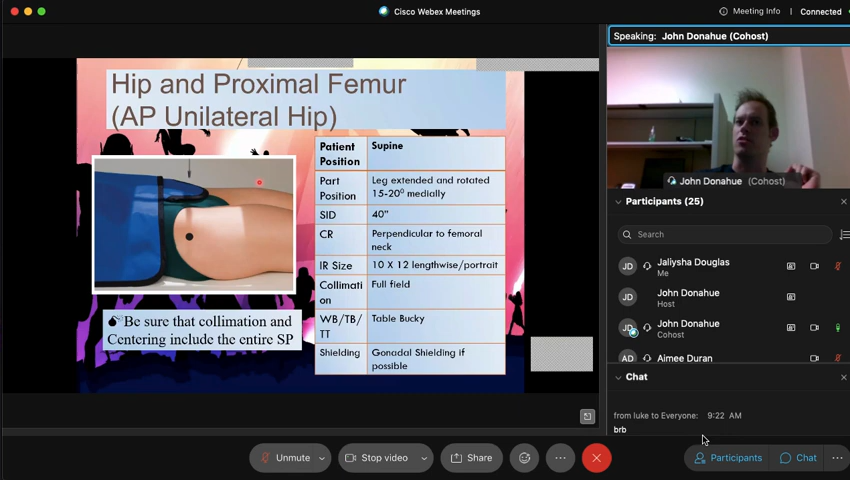 Cisco Webex Meetings
Meeting Info
Connected
Speaking: John Donahue (Cohost)
Hip and Proximal Femur
(AP Unilateral Hip)
Patient Position Supine
Part Position Leg extended and rotated 15-20⁰ medially
SID 40"
CR Perpendicular to femoral neck
IR Size 10 X 12 lengthwise/portrait
Collimati on Full field
WB/TB/ TT Table Bucky
Shielding Gonadal Shielding if possible
Be sure that collimation and
Centering include the entire SP
John Donahue (Cohost)
Participants (25)
Search
JD Jaliysha Douglas
Me
JD John Donahue
Host
JD John Donahue
Cohost
AD Aimee Duran
Chat
from luke to Everyone: 9:22 AM
brb
Unmute
Stop video
Share
Participants
Chat